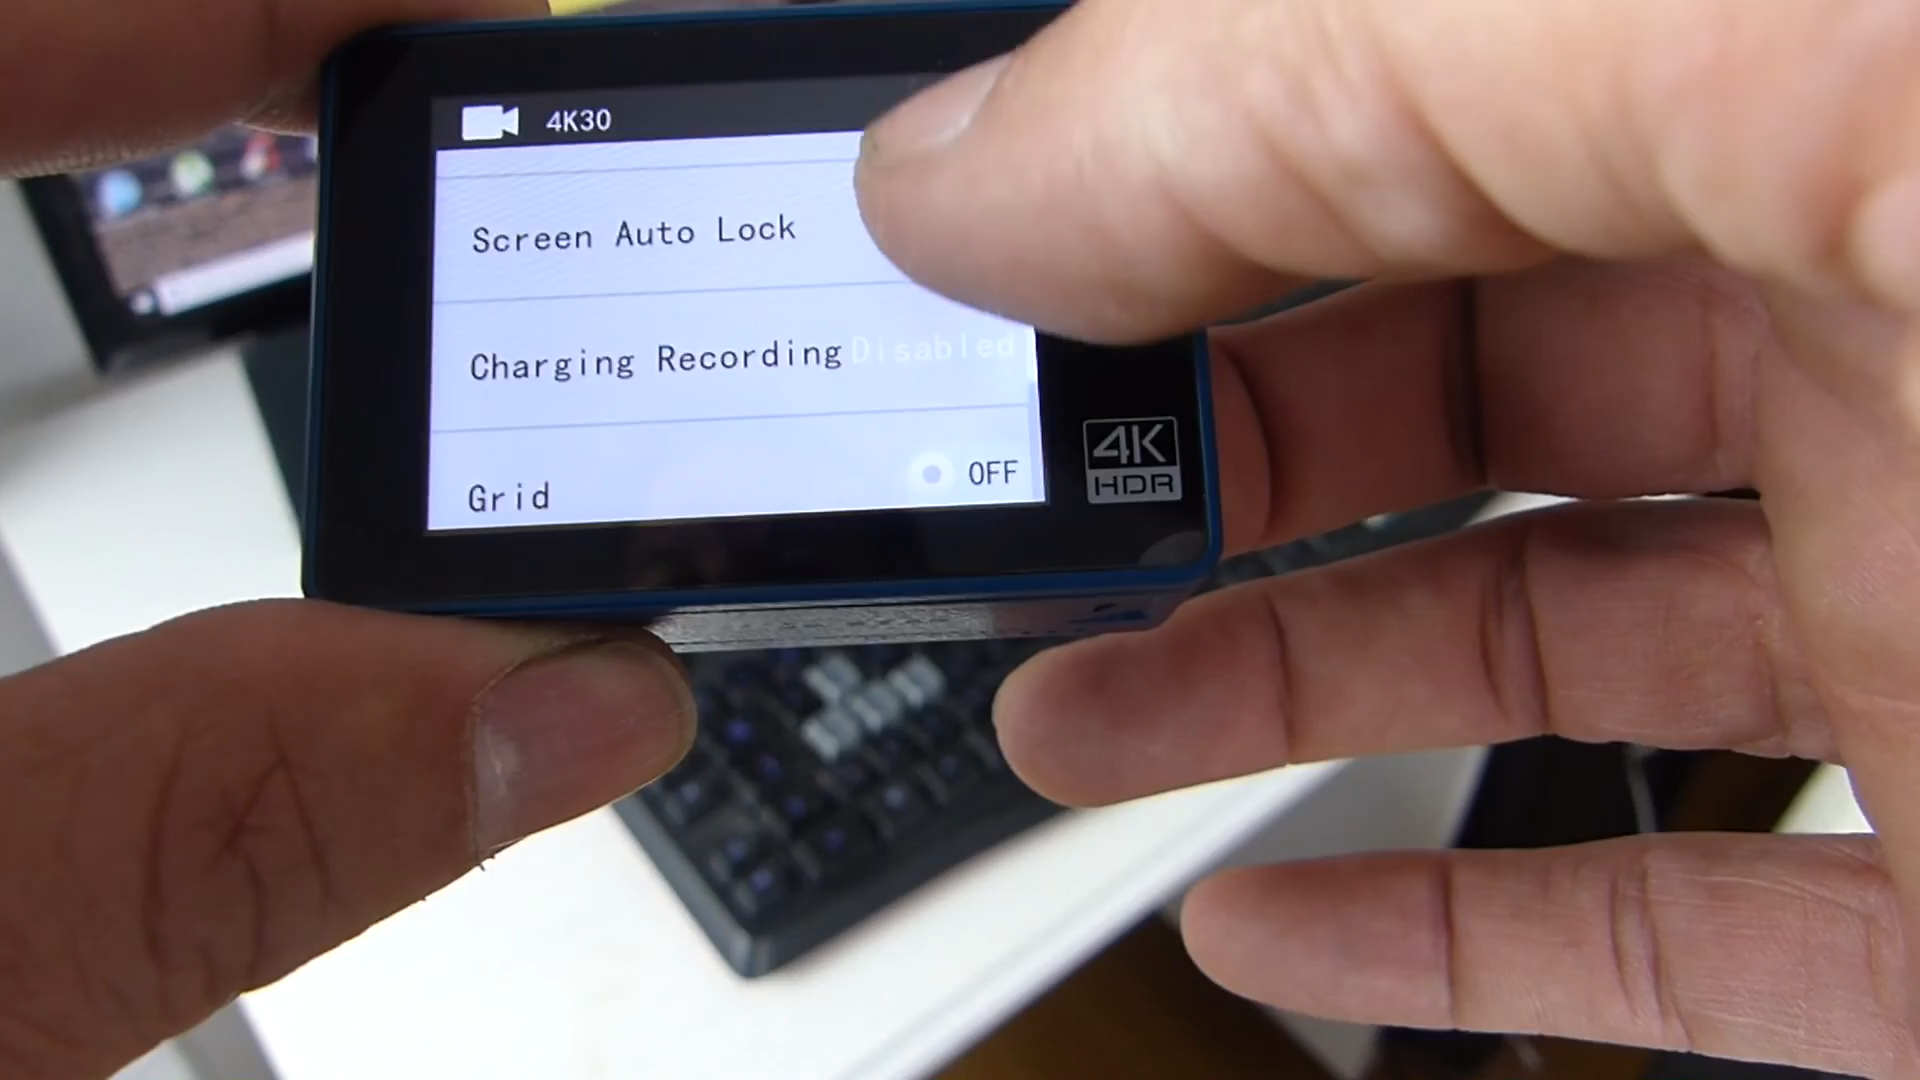 4K30
Screen Auto Lock
Charging Recording Disabled
Grid OFF
4K
HDR